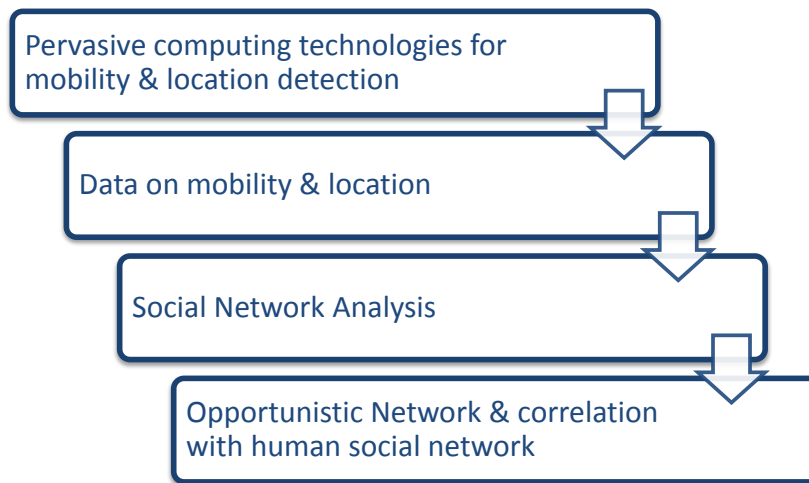 Pervasive computing technologies for
mobility & location detection
Data on mobility & location
Social Network Analysis
Opportunistic Network & correlation
with human social network